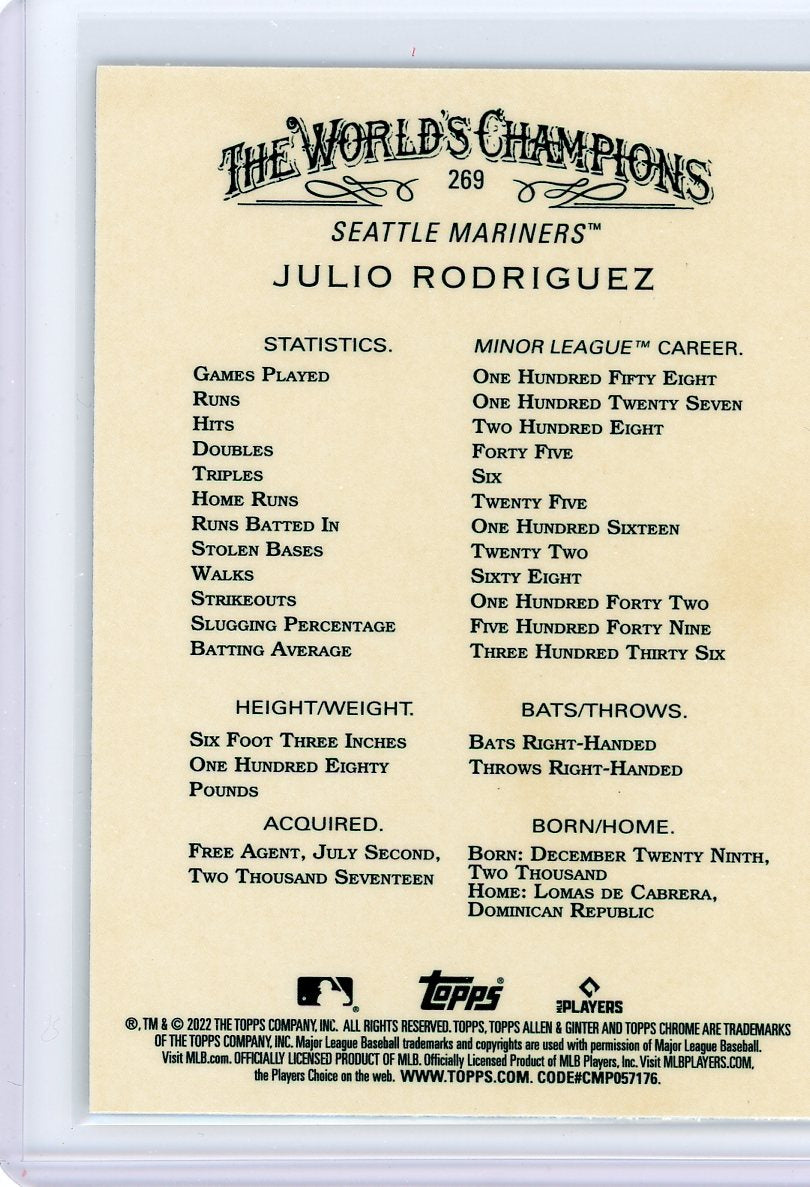 THE WORLD'S CHAMPIONS
269
SEATTLE MARINERS™
JULIO RODRIGUEZ
STATISTICS. MINOR LEAGUE™ CAREER.
GAMES PLAYED ONE HUNDRED FIFTY EIGHT
RUNS ONE HUNDRED TWENTY SEVEN
HITS TWO HUNDRED EIGHT
DOUBLES FORTY FIVE
TRIPLES SIX
HOME RUNS TWENTY FIVE
RUNS BATTED IN ONE HUNDRED SIXTEEN
STOLEN BASES TWENTY TWO
WALKS SIXTY EIGHT
STRIKEOUTS ONE HUNDRED FORTY TWO
SLUGGING PERCENTAGE FIVE HUNDRED FORTY NINE
BATTING AVERAGE THREE HUNDRED THIRTY SIX
HEIGHT/WEIGHT.
SIX FOOT THREE INCHES
ONE HUNDRED EIGHTY
POUNDS
BATS/THROWS.
BATS RIGHT-HANDED
THROWS RIGHT-HANDED
ACQUIRED.
FREE AGENT, JULY SECOND,
TWO THOUSAND SEVENTEEN
BORN/HOME.
BORN: DECEMBER TWENTY NINTH,
TWO THOUSAND
HOME: LOMAS DE CABRERA,
DOMINICAN REPUBLIC
® topps® MLB PLAYERS
®, TM & © 2022 THE TOPPS COMPANY, INC. ALL RIGHTS RESERVED. TOPPS, TOPPS ALLEN & GINTER AND TOPPS CHROME ARE TRADEMARKS
OF THE TOPPS COMPANY, INC. Major League Baseball trademarks and copyrights are used with permission of Major League Baseball.
Visit MLB.com. OFFICIALLY LICENSED PRODUCT OF MLB. Officially Licensed Product of MLB Players, Inc. Visit MLBPLAYERS.COM,
the Players Choice on the web. WWW.TOPPS.COM. CODE#CMP057176.